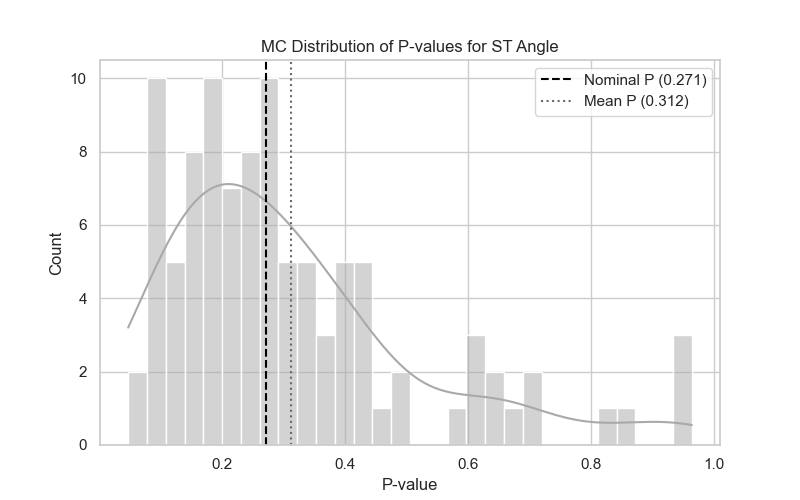 MC Distribution of P-values for ST Angle
Nominal P (0.271)
Mean P (0.312)
Count
10
8
6
4
2
0
0.2 0.4 0.6 0.8 1.0
P-value